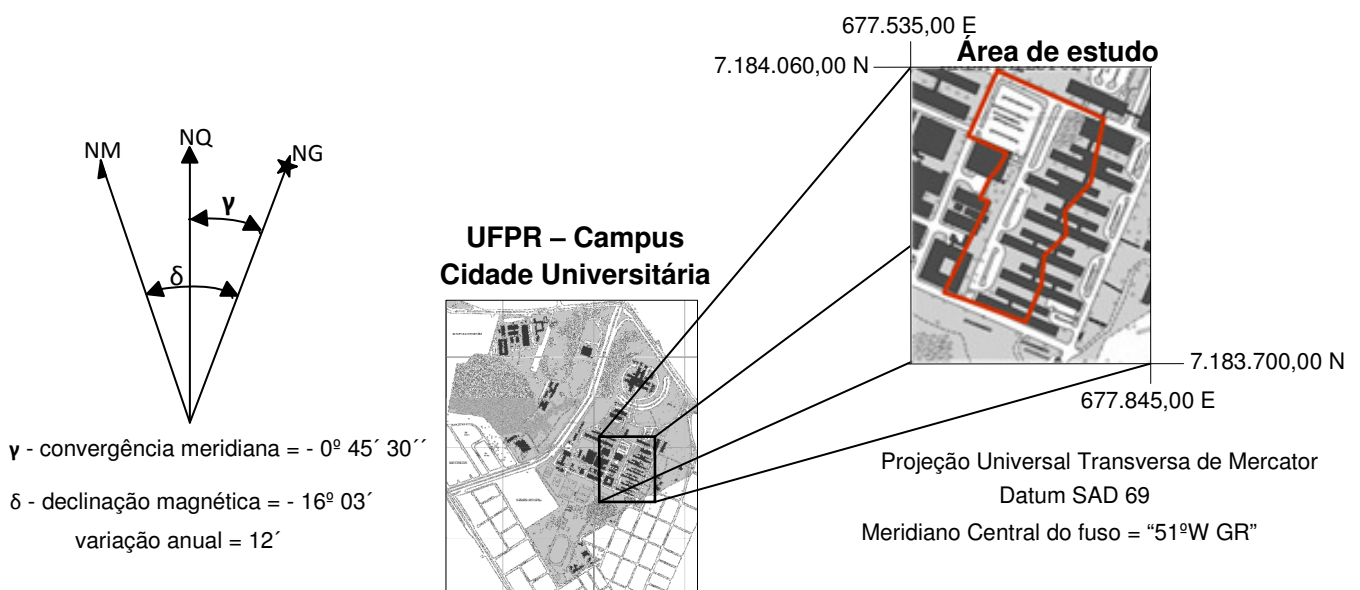 677.535,00 E
Área de estudo
7.184.060,00 N
NM
NQ
NG
γ
δ
UFPR – Campus
Cidade Universitária
7.183.700,00 N
677.845,00 E
γ - convergência meridiana = - 0º 45´ 30´´
δ - declinação magnética = - 16º 03´
variação anual = 12´
Projeção Universal Transversa de Mercator
Datum SAD 69
Meridiano Central do fuso = “51ºW GR”